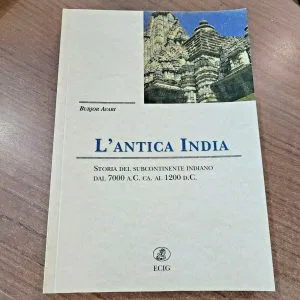 Burjor Avari
L'antica India
Storia del subcontinente indiano
dal 7000 a.C. ca. al 1200 d.C.
ECIG